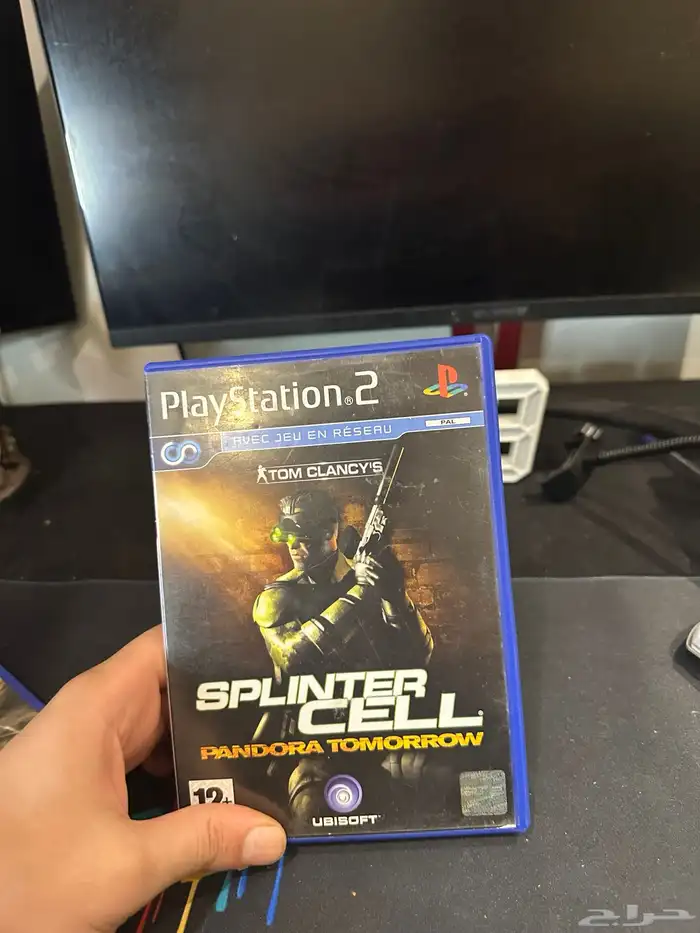 PlayStation®2
AVEC JEU EN RÉSEAU
PAL
TOM CLANCY'S
SPLINTER
CELL
PANDORA TOMORROW
12+
UBISOFT
حراج